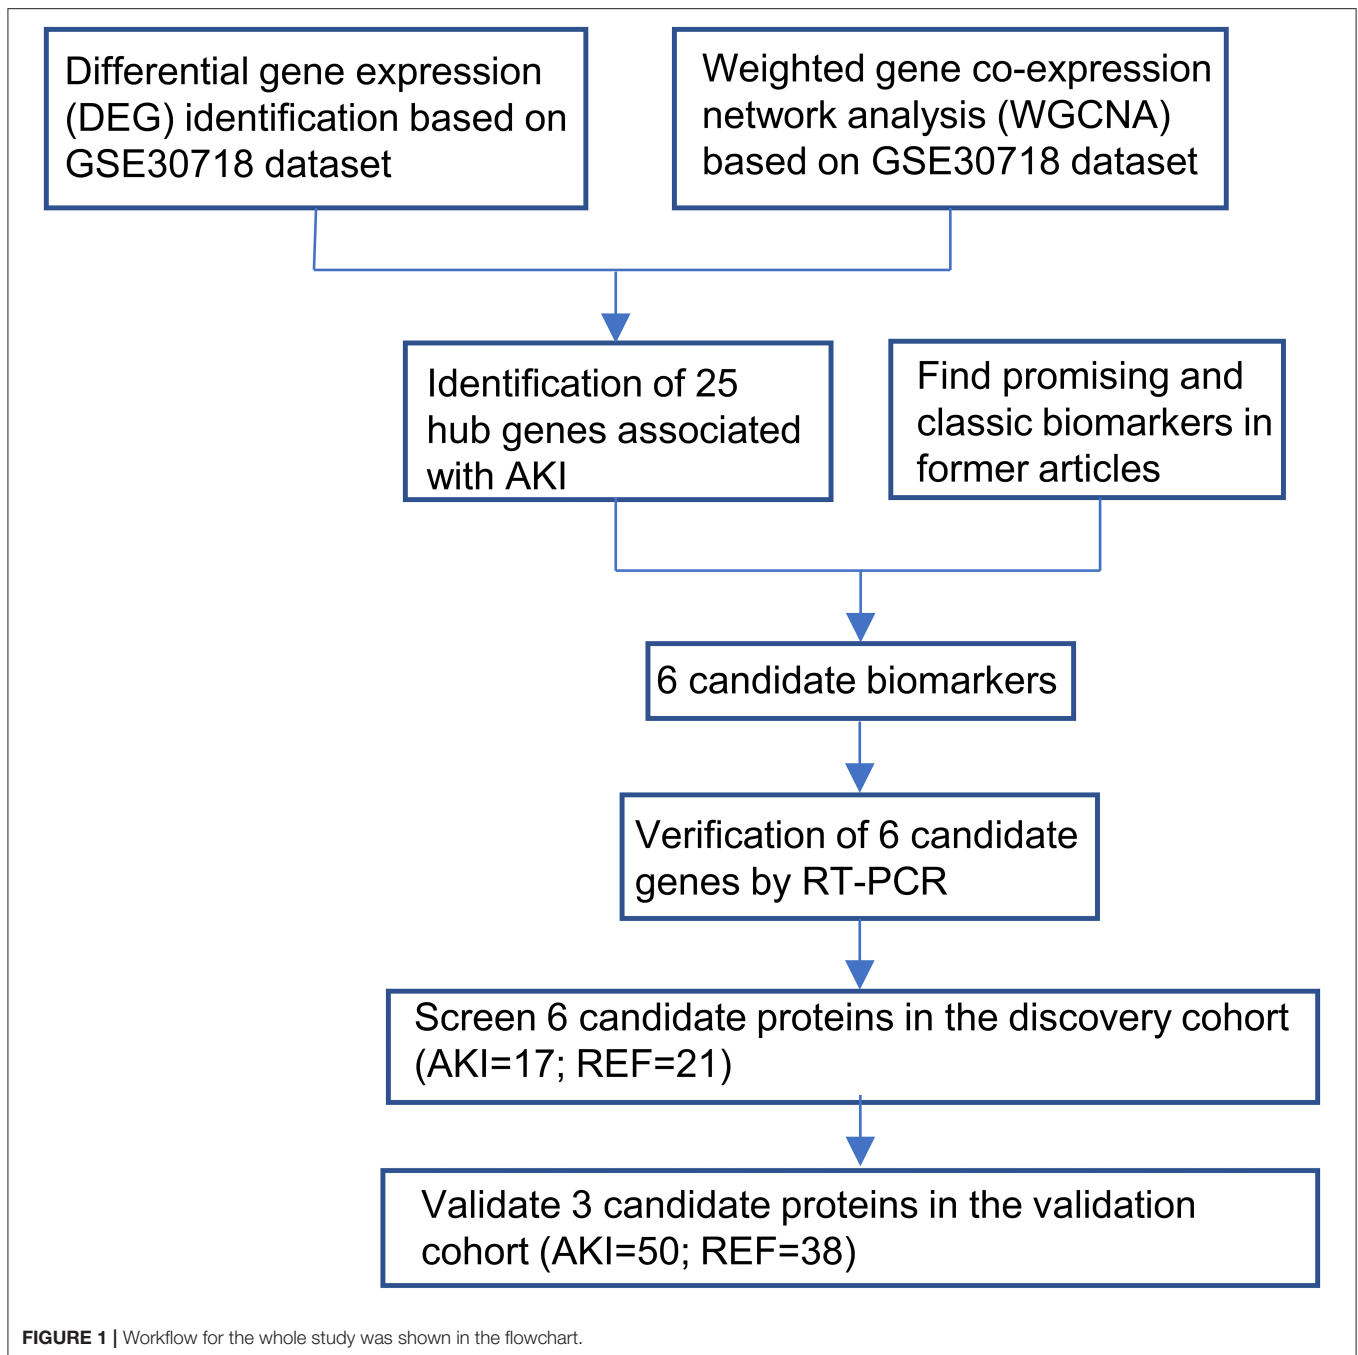 Differential gene expression
(DEG) identification based on
GSE30718 dataset
Weighted gene co-expression
network analysis (WGCNA)
based on GSE30718 dataset
Identification of 25
hub genes associated
with AKI
Find promising and
classic biomarkers in
former articles
6 candidate biomarkers
Verification of 6 candidate
genes by RT-PCR
Screen 6 candidate proteins in the discovery cohort
(AKI=17; REF=21)
Validate 3 candidate proteins in the validation
cohort (AKI=50; REF=38)
FIGURE 1 | Workflow for the whole study was shown in the flowchart.